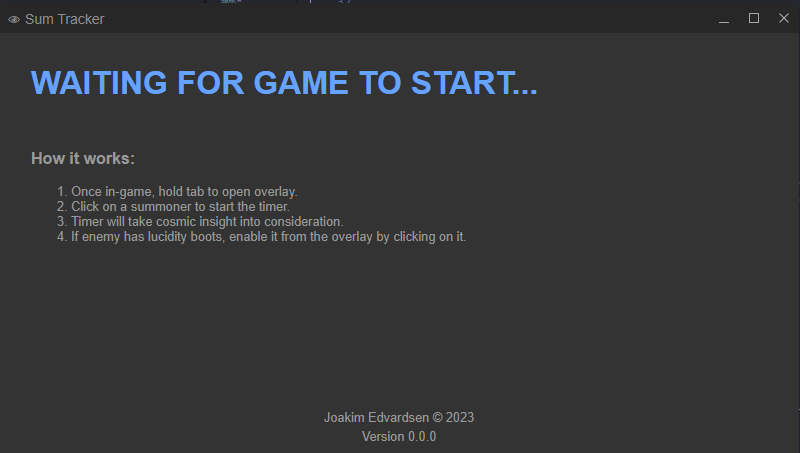 Sum Tracker
WAITING FOR GAME TO START...
How it works:
1. Once in-game, hold tab to open overlay.
2. Click on a summoner to start the timer.
3. Timer will take cosmic insight into consideration.
4. If enemy has lucidity boots, enable it from the overlay by clicking on it.
Joakim Edvardsen © 2023
Version 0.0.0